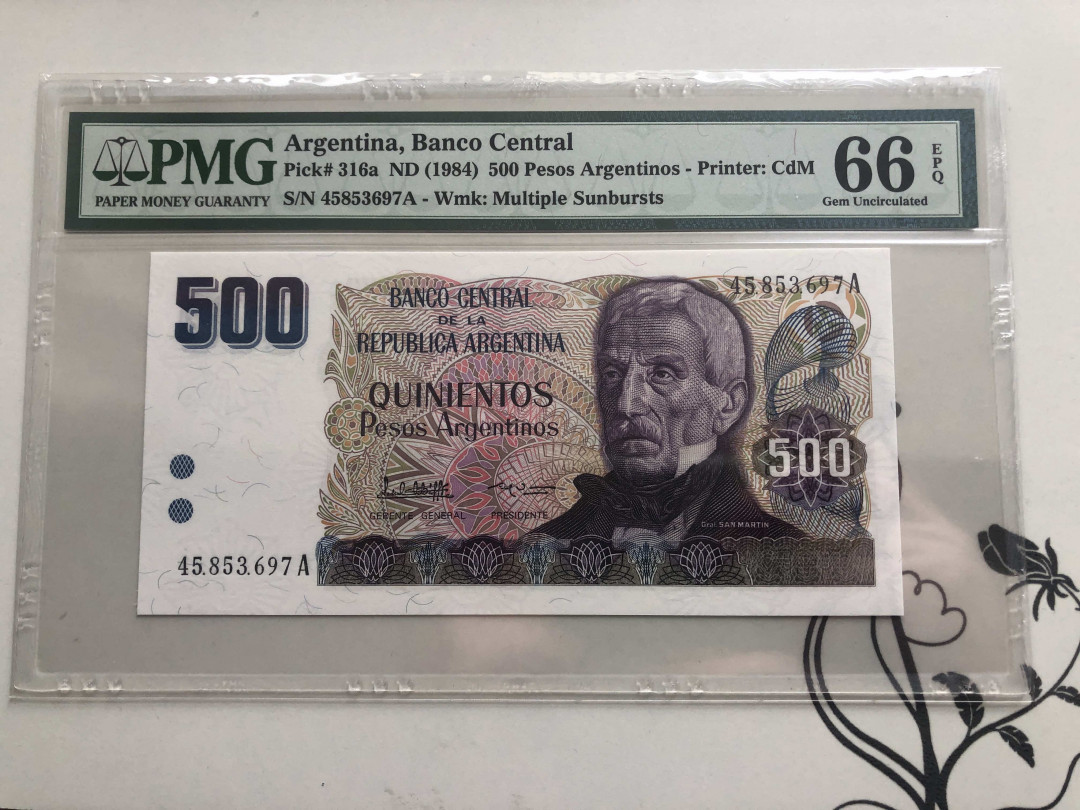 PMG
PAPER MONEY GUARANTY
Argentina, Banco Central
Pick# 316a ND (1984) 500 Pesos Argentinos - Printer: CdM
S/N 45853697A - Wmk: Multiple Sunbursts
66
EPQ
Gem Uncirculated
500
BANCO CENTRAL
DE LA
REPUBLICA ARGENTINA
45.853.697A
QUINIENTOS
Pesos Argentinos
500
GERENTE GENERAL PRESIDENTE
Gral. SAN MARTIN
45.853.697A